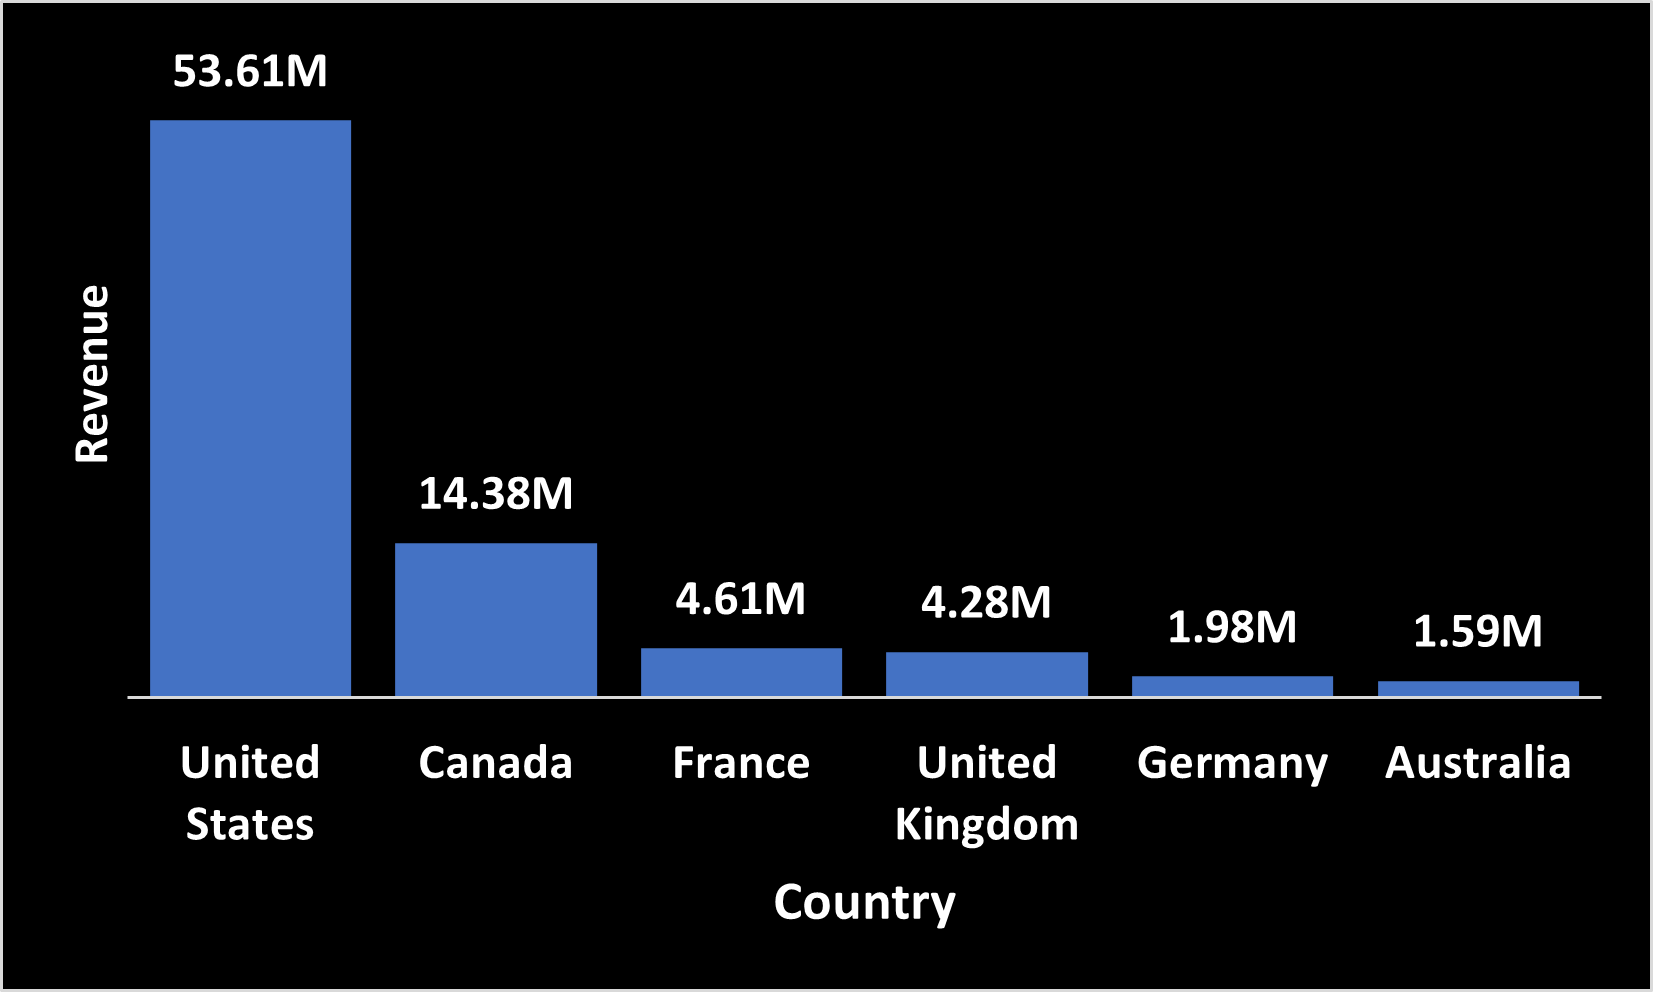 53.61M
14.38M
4.61M
4.28M
1.98M
1.59M
Revenue
United States
Canada
France
United Kingdom
Germany
Australia
Country